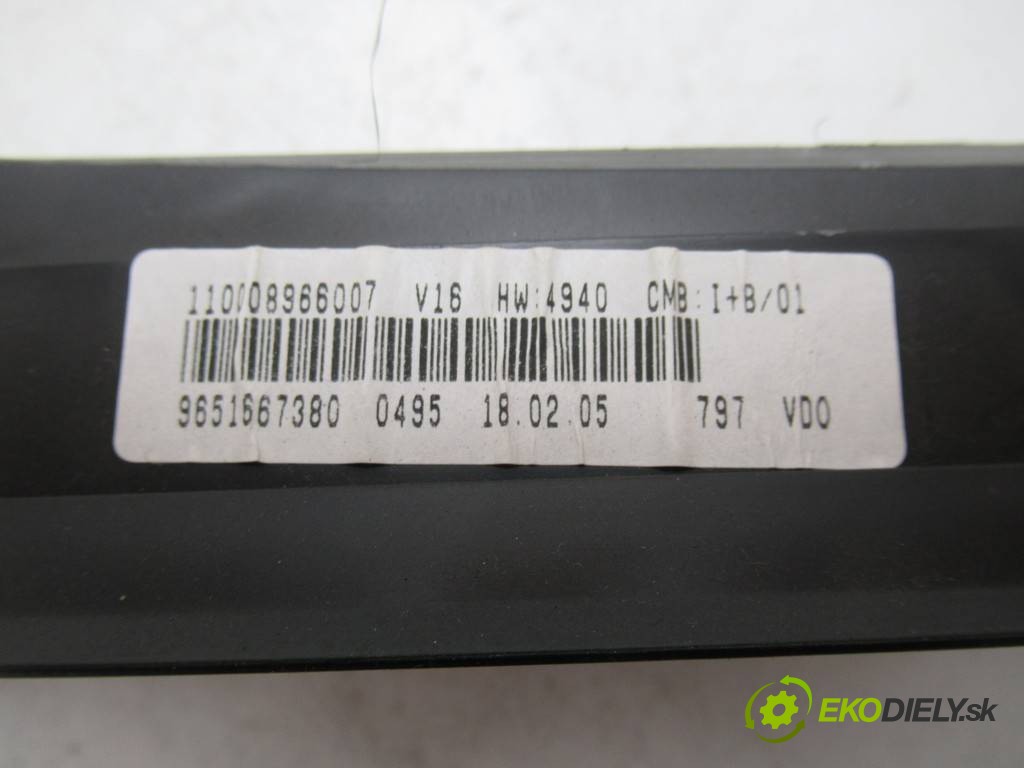 110008966007 V16 HW:4940 CMB:I+B/01
9651667380 0495 18.02.05 797 VDO
EKODIELY.sk